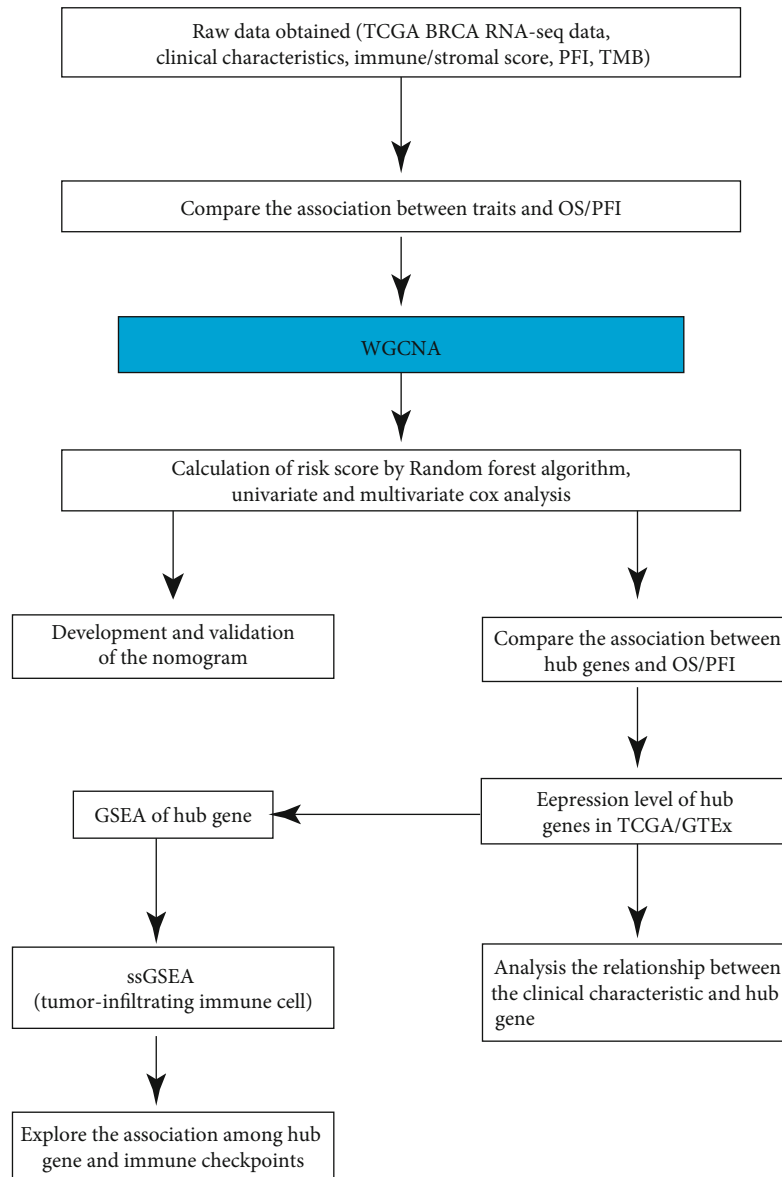 Raw data obtained (TCGA BRCA RNA-seq data,
clinical characteristics, immune/stromal score, PFI, TMB)
Compare the association between traits and OS/PFI
WGCNA
Calculation of risk score by Random forest algorithm,
univariate and multivariate cox analysis
Development and validation
of the nomogram
Compare the association between
hub genes and OS/PFI
GSEA of hub gene
Eepression level of hub
genes in TCGA/GTEx
ssGSEA
(tumor-infiltrating immune cell)
Analysis the relationship between
the clinical characteristic and hub
gene
Explore the association among hub
gene and immune checkpoints